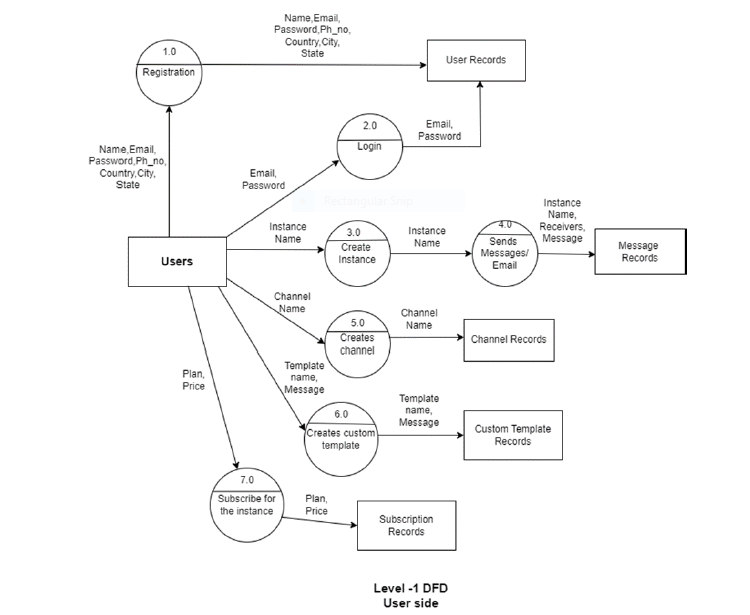 Name,Email,
Password,Ph_no,
Country,City,
State
1.0
Registration
User Records
2.0
Login
Email,
Password
Name,Email,
Password,Ph_no,
Country,City,
State
Email,
Password
Rectangular Snip
Instance
Name,
Receivers,
Message
Users
Instance
Name
3.0
Create
Instance
Instance
Name
4.0
Sends
Messages/
Email
Message
Records
Channel
Name
5.0
Creates
channel
Channel
Name
Channel Records
Plan,
Price
Template
name,
Message
6.0
Creates custom
template
Template
name,
Message
Custom Template
Records
7.0
Subscribe for
the instance
Plan,
Price
Subscription
Records
Level -1 DFD
User side